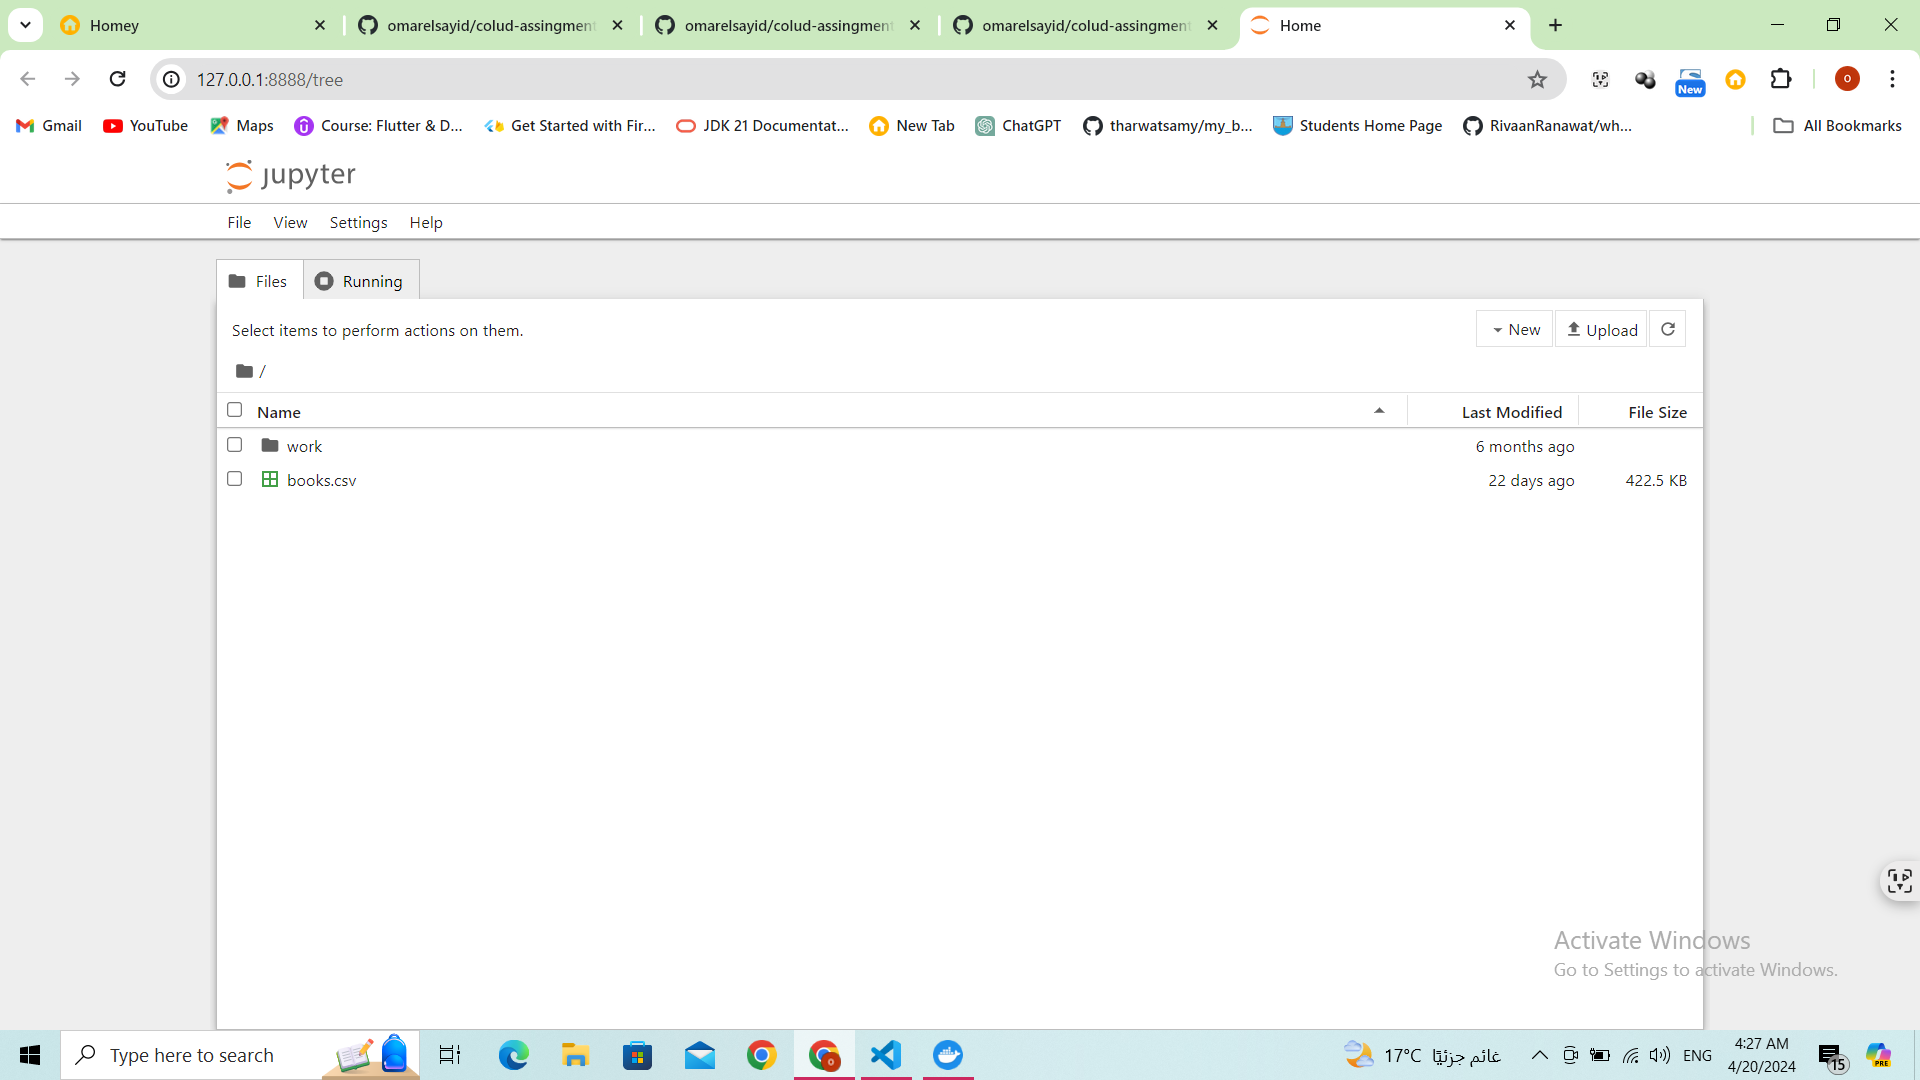 Homey
omarelsayid/colud-assingment
omarelsayid/colud-assingment
omarelsayid/colud-assingment
Home
127.0.0.1:8888/tree
New
O
Gmail
YouTube
Maps
Course: Flutter & D...
Get Started with Fir...
JDK 21 Documentat...
New Tab
ChatGPT
tharwatsamy/my_b...
Students Home Page
RivaanRanawat/wh...
All Bookmarks
jupyter
File View Settings Help
Files
Running
Select items to perform actions on them.
New
Upload
/
Name Last Modified File Size
work 6 months ago
books.csv 22 days ago 422.5 KB
Activate Windows
Go to Settings to activate Windows.
Type here to search
17°C غائم جزئيًا
ENG
4:27 AM
4/20/2024
15
PRE